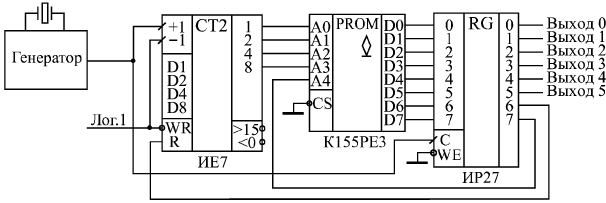 Генератор
+1 CT2 1
-1 2
4
D1 8
D2
D4
D8
Лог.1
WR >15
R <0
ИЕ7
A0 PROM D0
A1 D1
A2 D2
A3 D3
A4 D4
D5
CS D6
D7
К155РЕ3
0 RG 0
1 1
2 2
3 3
4 4
5 5
6 6
7 7
C
WE
ИР27
Выход 0
Выход 1
Выход 2
Выход 3
Выход 4
Выход 5